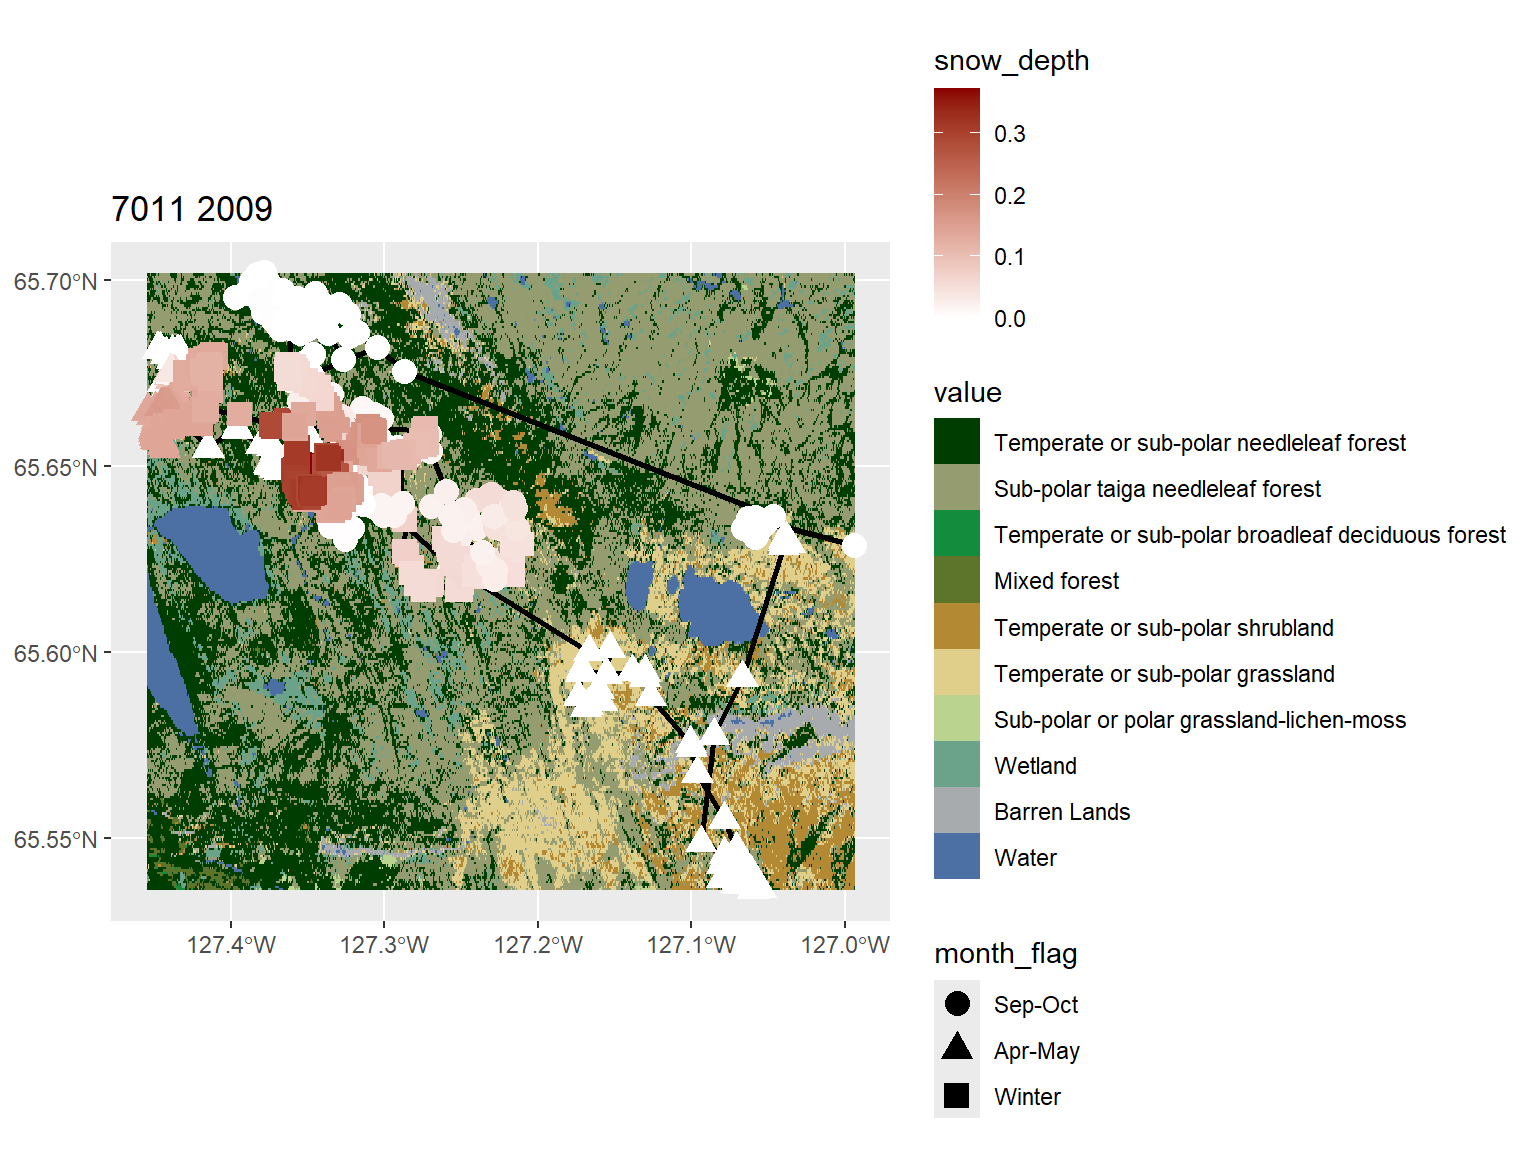 7011 2009
65.70°N
65.65°N
65.60°N
65.55°N
127.4°W
127.3°W
127.2°W
127.1°W
127.0°W
snow_depth
0.3
0.2
0.1
0.0
value
Temperate or sub-polar needleleaf forest
Sub-polar taiga needleleaf forest
Temperate or sub-polar broadleaf deciduous forest
Mixed forest
Temperate or sub-polar shrubland
Temperate or sub-polar grassland
Sub-polar or polar grassland-lichen-moss
Wetland
Barren Lands
Water
month_flag
Sep-Oct
Apr-May
Winter